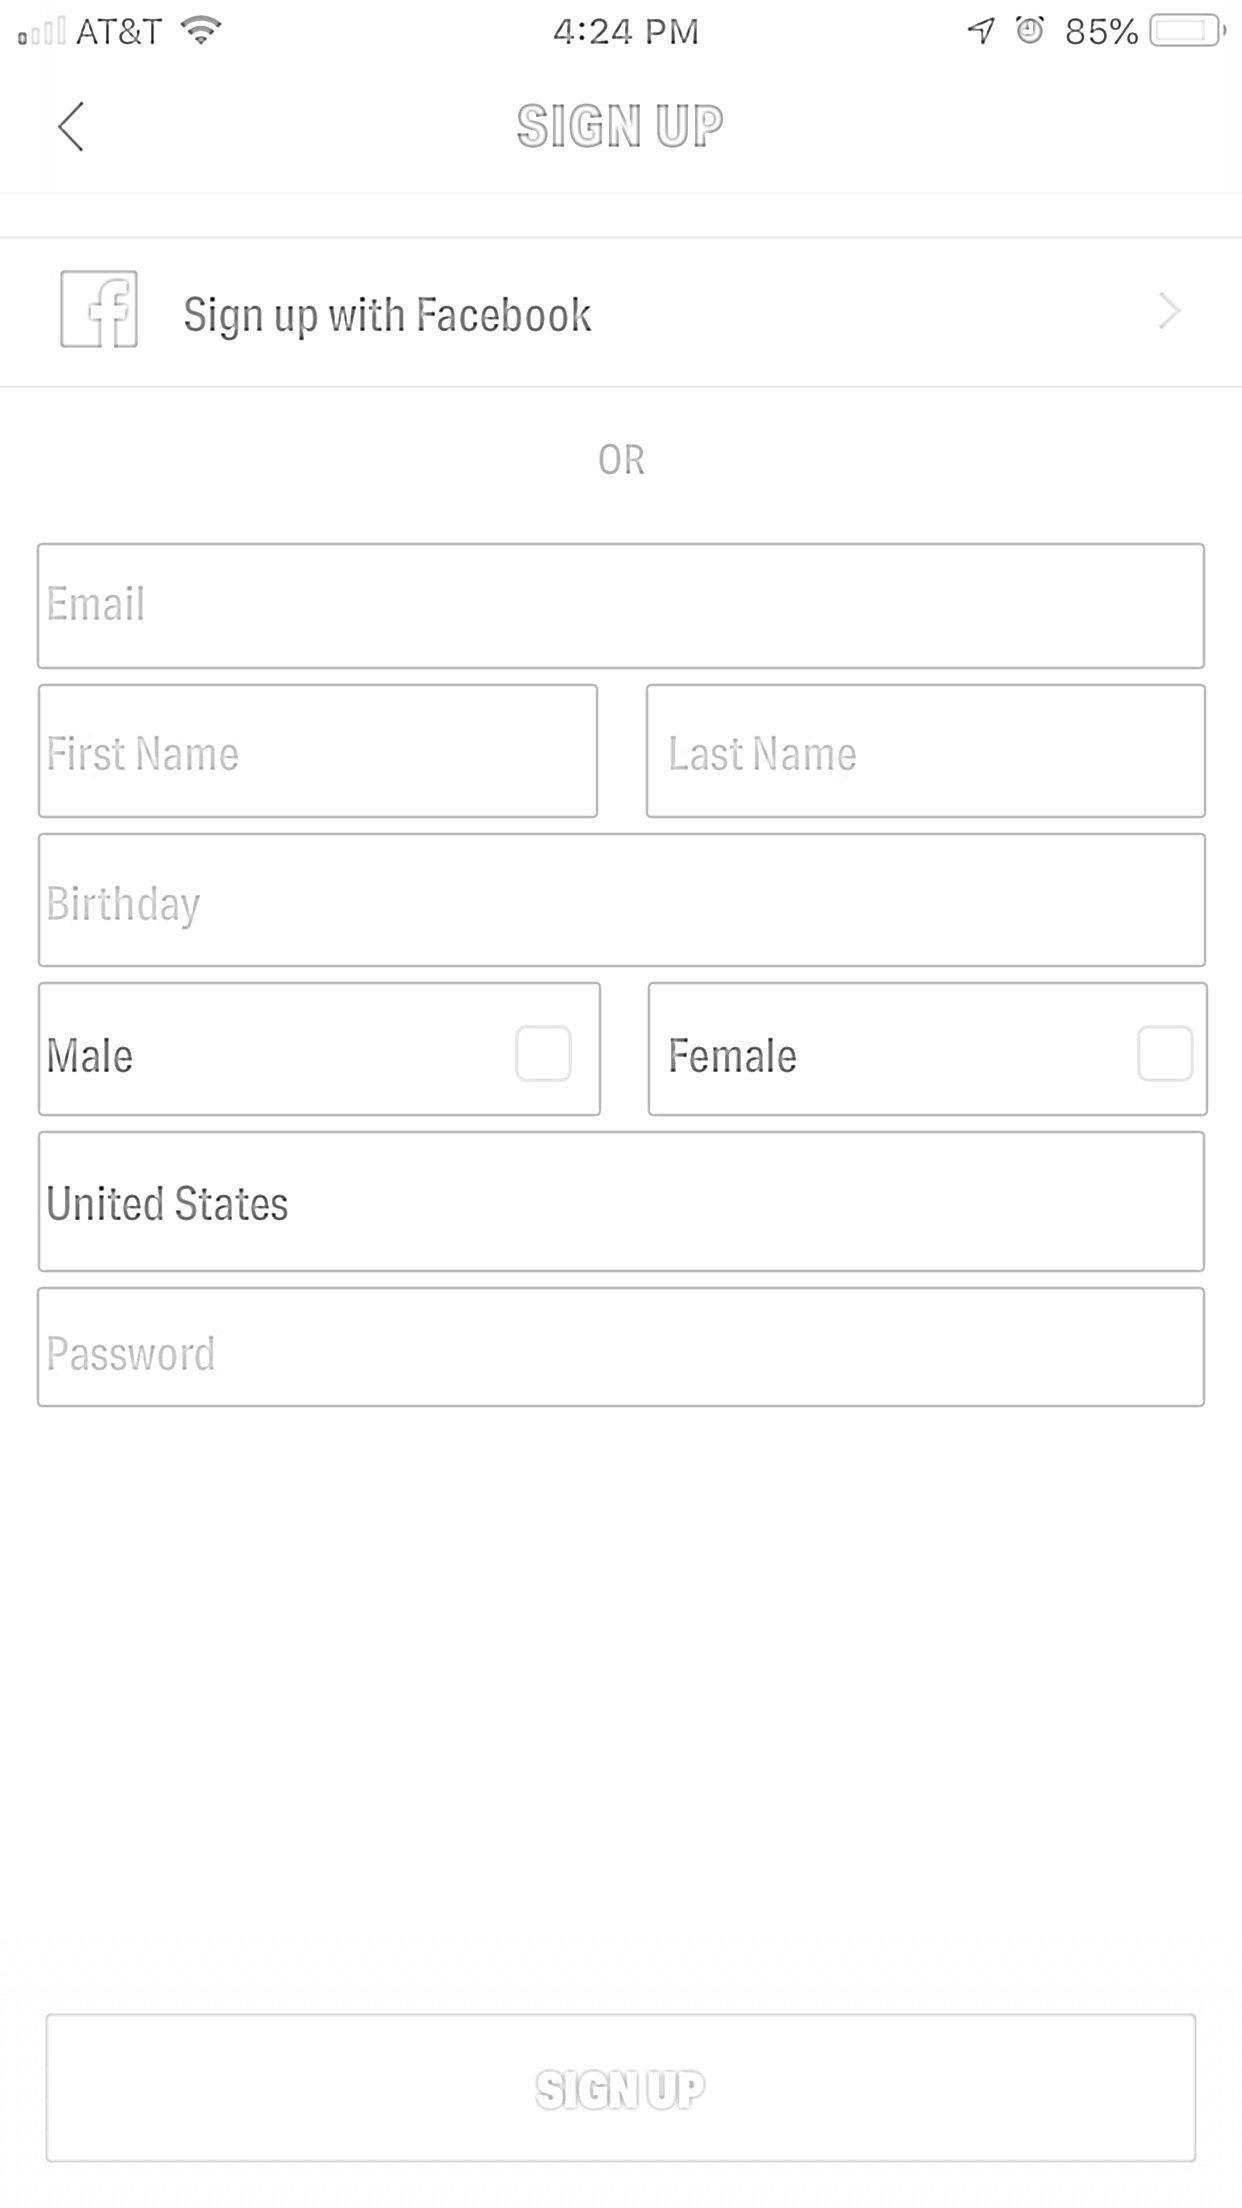 AT&T 4:24 PM 85%
SIGN UP
f Sign up with Facebook
OR
Email
First Name Last Name
Birthday
Male Female
United States
Password
SIGN UP